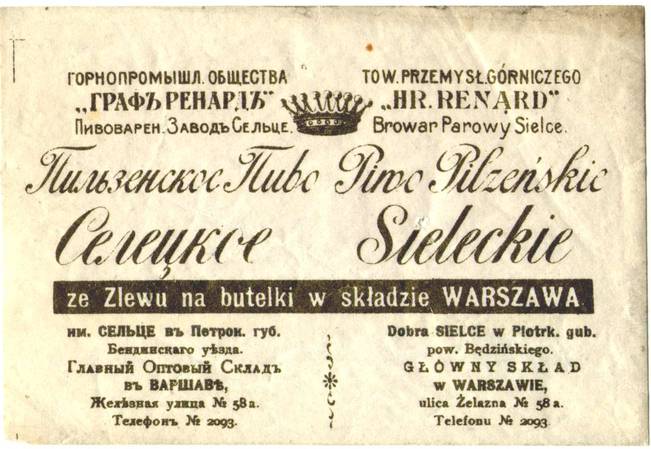 ГОРНОПРОМЫШЛ. ОБЩЕСТВА
„ГРАФЪ РЕНАРДЪ“
ПИВОВАРЕН. ЗАВОДЪ СЕЛЬЦЕ.
TOW. PRZEMYSŁ.GÓRNICZEGO
„HR. RENARD“
Browar Parowy Sielce.
Пильзенское Пиво Piwo Pilzeńskie
Селецкое Sieleckie
ze Zlewu na butelki w składzie WARSZAWA
им. СЕЛЬЦЕ въ Петрок. губ.
Бендинскаго уѣзда.
Главный Оптовый Складъ
въ ВАРШАВѢ,
Желѣзная улица № 58 а.
Телефонъ № 2093.
Dobra SIELCE w Piotrk. gub.
pow. Będzińskiego.
GŁÓWNY SKŁAD
w WARSZAWIE,
ulica Żelazna № 58 a.
Telefonu № 2093.